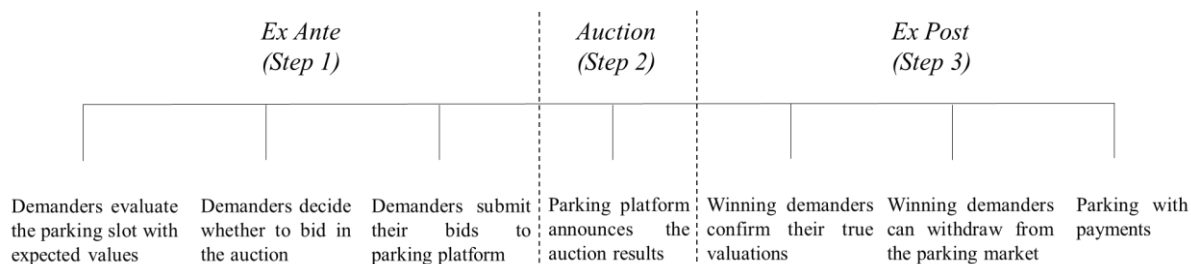 Ex Ante
(Step 1)
Auction
(Step 2)
Ex Post
(Step 3)
Demanders evaluate
the parking slot with
expected values
Demanders decide
whether to bid in
the auction
Demanders submit
their bids to
parking platform
Parking platform
announces the
auction results
Winning demanders
confirm their true
valuations
Winning demanders
can withdraw from
the parking market
Parking with
payments